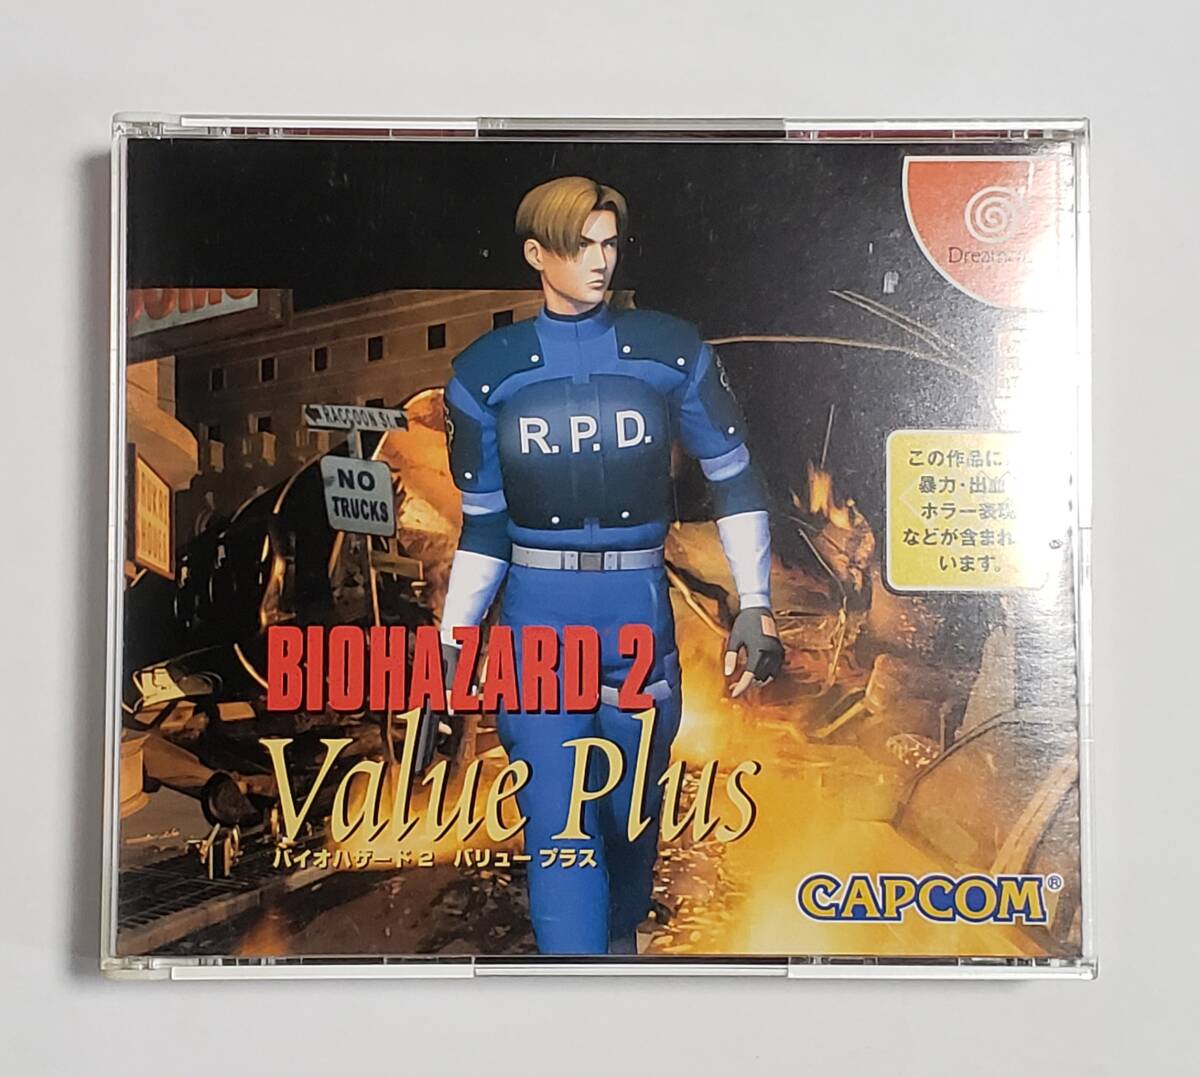 RACCOON St.
NO
TRUCKS
R.P.D.
この作品に
暴力・出血
ホラー表現
などが含まれ
います。
BIOHAZARD 2
Value Plus
バイオハザード2 バリュー プラス
CAPCOM®